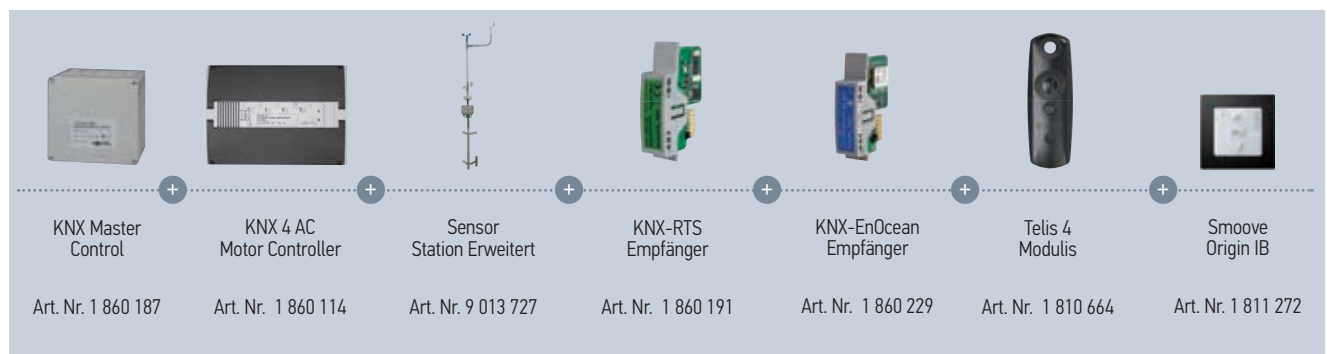 KNX Master
Control
Art. Nr. 1 860 187
KNX 4 AC
Motor Controller
Art. Nr. 1 860 114
Sensor
Station Erweitert
Art. Nr. 9 013 727
KNX-RTS
Empfänger
Art. Nr. 1 860 191
KNX-EnOcean
Empfänger
Art. Nr. 1 860 229
Telis 4
Modulis
Art. Nr. 1 810 664
Smoove
Origin IB
Art. Nr. 1 811 272